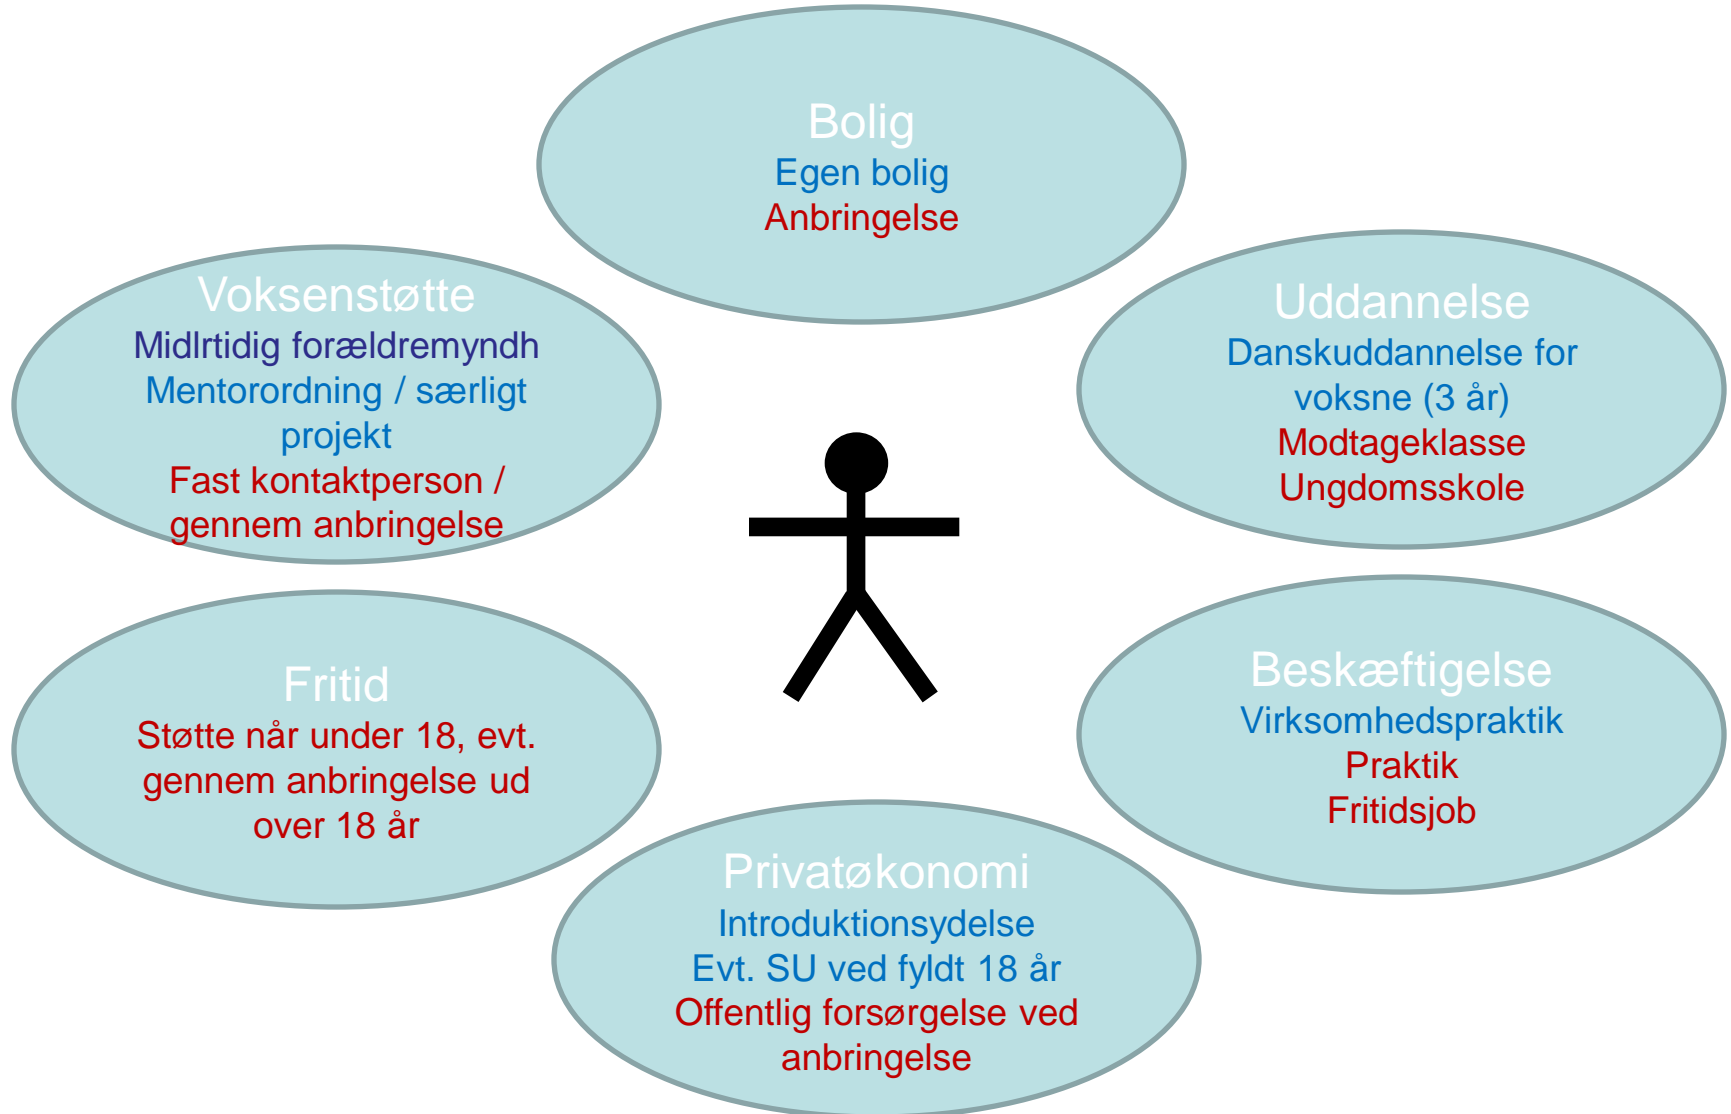 Bolig
Egen bolig
Anbringelse
Voksenstøtte
Midlrtidig forældremyndh
Mentorordning / særligt
projekt
Fast kontaktperson /
gennem anbringelse
Uddannelse
Danskuddannelse for
voksne (3 år)
Modtageklasse
Ungdomsskole
Fritid
Støtte når under 18, evt.
gennem anbringelse ud
over 18 år
Beskæftigelse
Virksomhedspraktik
Praktik
Fritidsjob
Privatøkonomi
Introduktionsydelse
Evt. SU ved fyldt 18 år
Offentlig forsørgelse ved
anbringelse